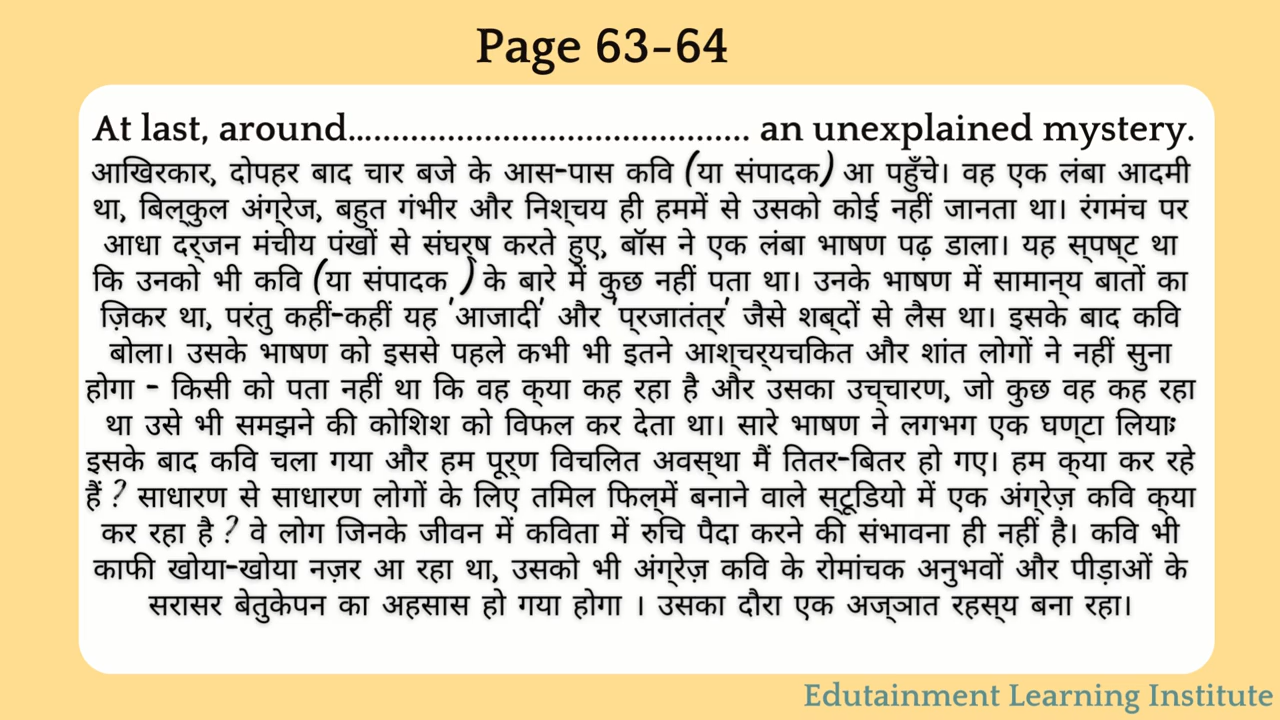 Page 63-64
At last, around.......................................... an unexplained mystery.
आखिरकार, दोपहर बाद चार बजे के आस-पास कवि (या संपादक) आ पहुँचे। वह एक लंबा आदमी
था, बिल्कुल अंग्रेज, बहुत गंभीर और निश्चय ही हममें से उसको कोई नहीं जानता था। रंगमंच पर
आधा दर्जन मंचीय पंखों से संघर्ष करते हुए, बॉस ने एक लंबा भाषण पढ़ डाला। यह स्पष्ट था
कि उनको भी कवि (या संपादक ) के बारे में कुछ नहीं पता था। उनके भाषण में सामान्य बातों का
ज़िकर था, परंतु कहीं-कहीं यह 'आजादी' और 'प्रजातंत्र' जैसे शब्दों से लैस था। इसके बाद कवि
बोला। उसके भाषण को इससे पहले कभी भी इतने आश्चर्यचकित और शांत लोगों ने नहीं सुना
होगा - किसी को पता नहीं था कि वह क्या कह रहा है और उसका उच्चारण, जो कुछ वह कह रहा
था उसे भी समझने की कोशिश को विफल कर देता था। सारे भाषण ने लगभग एक घण्टा लियाः
इसके बाद कवि चला गया और हम पूर्ण विचलित अवस्था मैं तितर-बितर हो गए। हम क्या कर रहे
हैं ? साधारण से साधारण लोगों के लिए तमिल फिल्में बनाने वाले स्टूडियो में एक अंग्रेज़ कवि क्या
कर रहा है ? वे लोग जिनके जीवन में कविता में रुचि पैदा करने की संभावना ही नहीं है। कवि भी
काफी खोया-खोया नज़र आ रहा था, उसको भी अंग्रेज़ कवि के रोमांचक अनुभवों और पीड़ाओं के
सरासर बेतुकेपन का अहसास हो गया होगा । उसका दौरा एक अज्ञात रहस्य बना रहा।
Edutainment Learning Institute